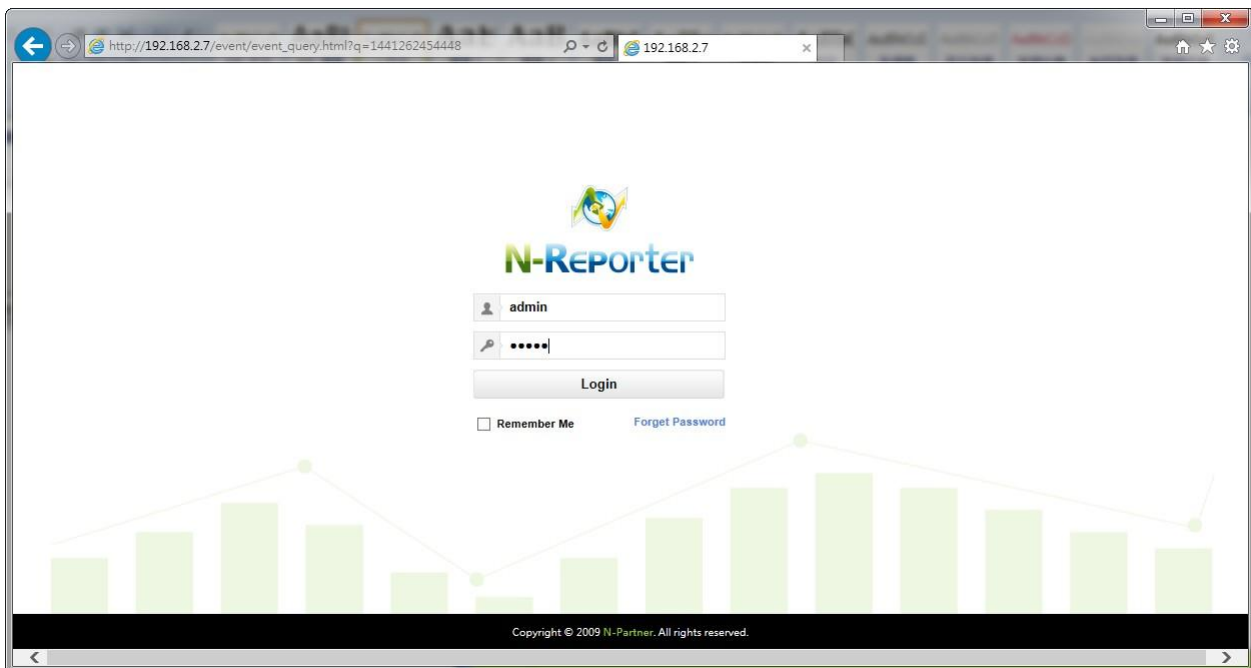 http://192.168.2.7/event/event_query.html?q=1441262454448
192.168.2.7
N-Reporter
admin
•••••
Login
Remember Me
Forget Password
Copyright © 2009 N-Partner. All rights reserved.